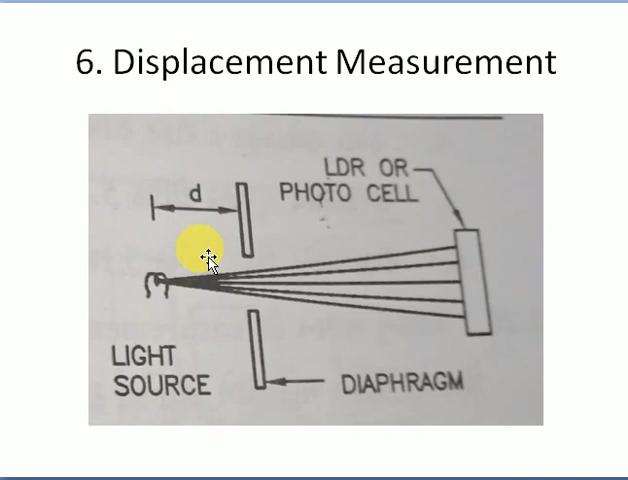 6. Displacement Measurement
LDR OR
PHOTO CELL
d
LIGHT
SOURCE
DIAPHRAGM